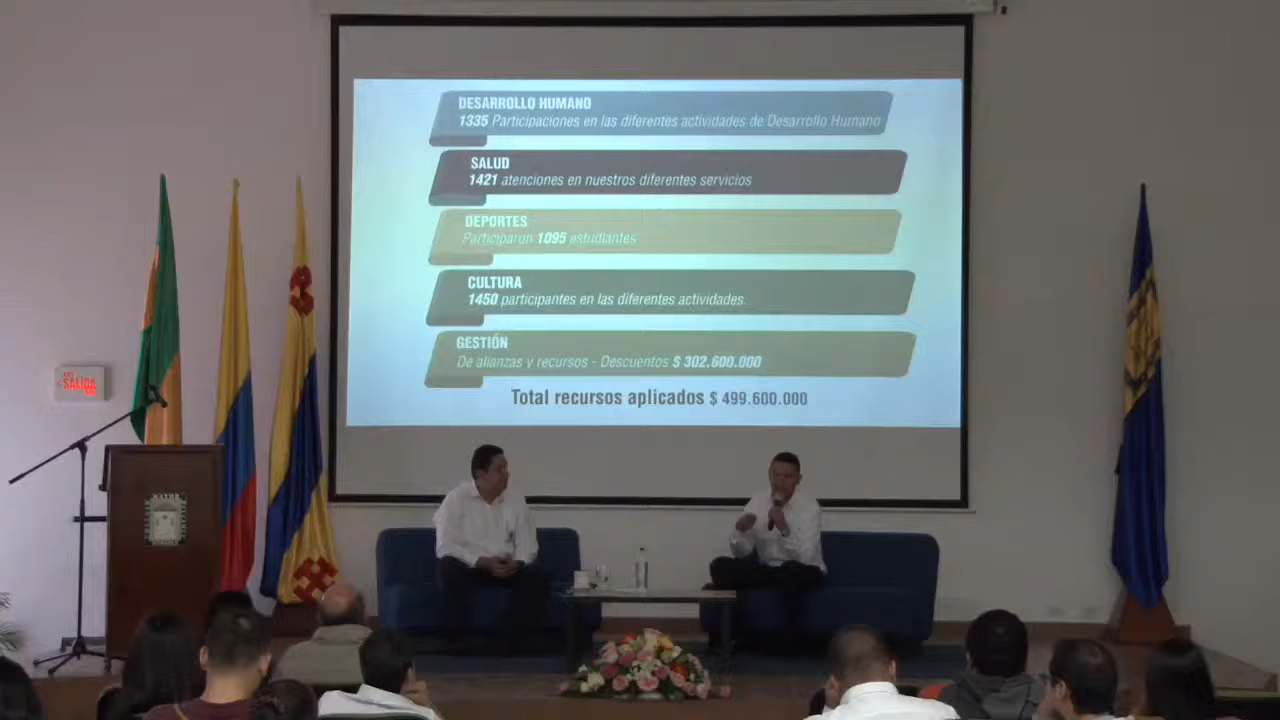 DESARROLLO HUMANO
1335 Participaciones en las diferentes actividades de Desarrollo Humano
SALUD
1421 atenciones en nuestros diferentes servicios
DEPORTES
Participaron 1095 estudiantes
CULTURA
1450 participantes en las diferentes actividades.
GESTIÓN
De alianzas y recursos - Descuentos $ 302.600.000
Total recursos aplicados $ 499.600.000
SALIDA